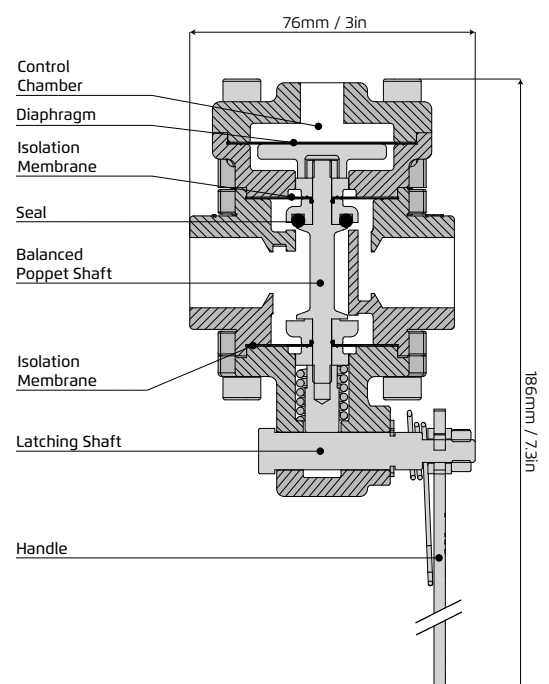 76mm / 3in
Control
Chamber
Diaphragm
Isolation
Membrane
Seal
Balanced
Poppet Shaft
Isolation
Membrane
Latching Shaft
Handle
186mm / 7.3in